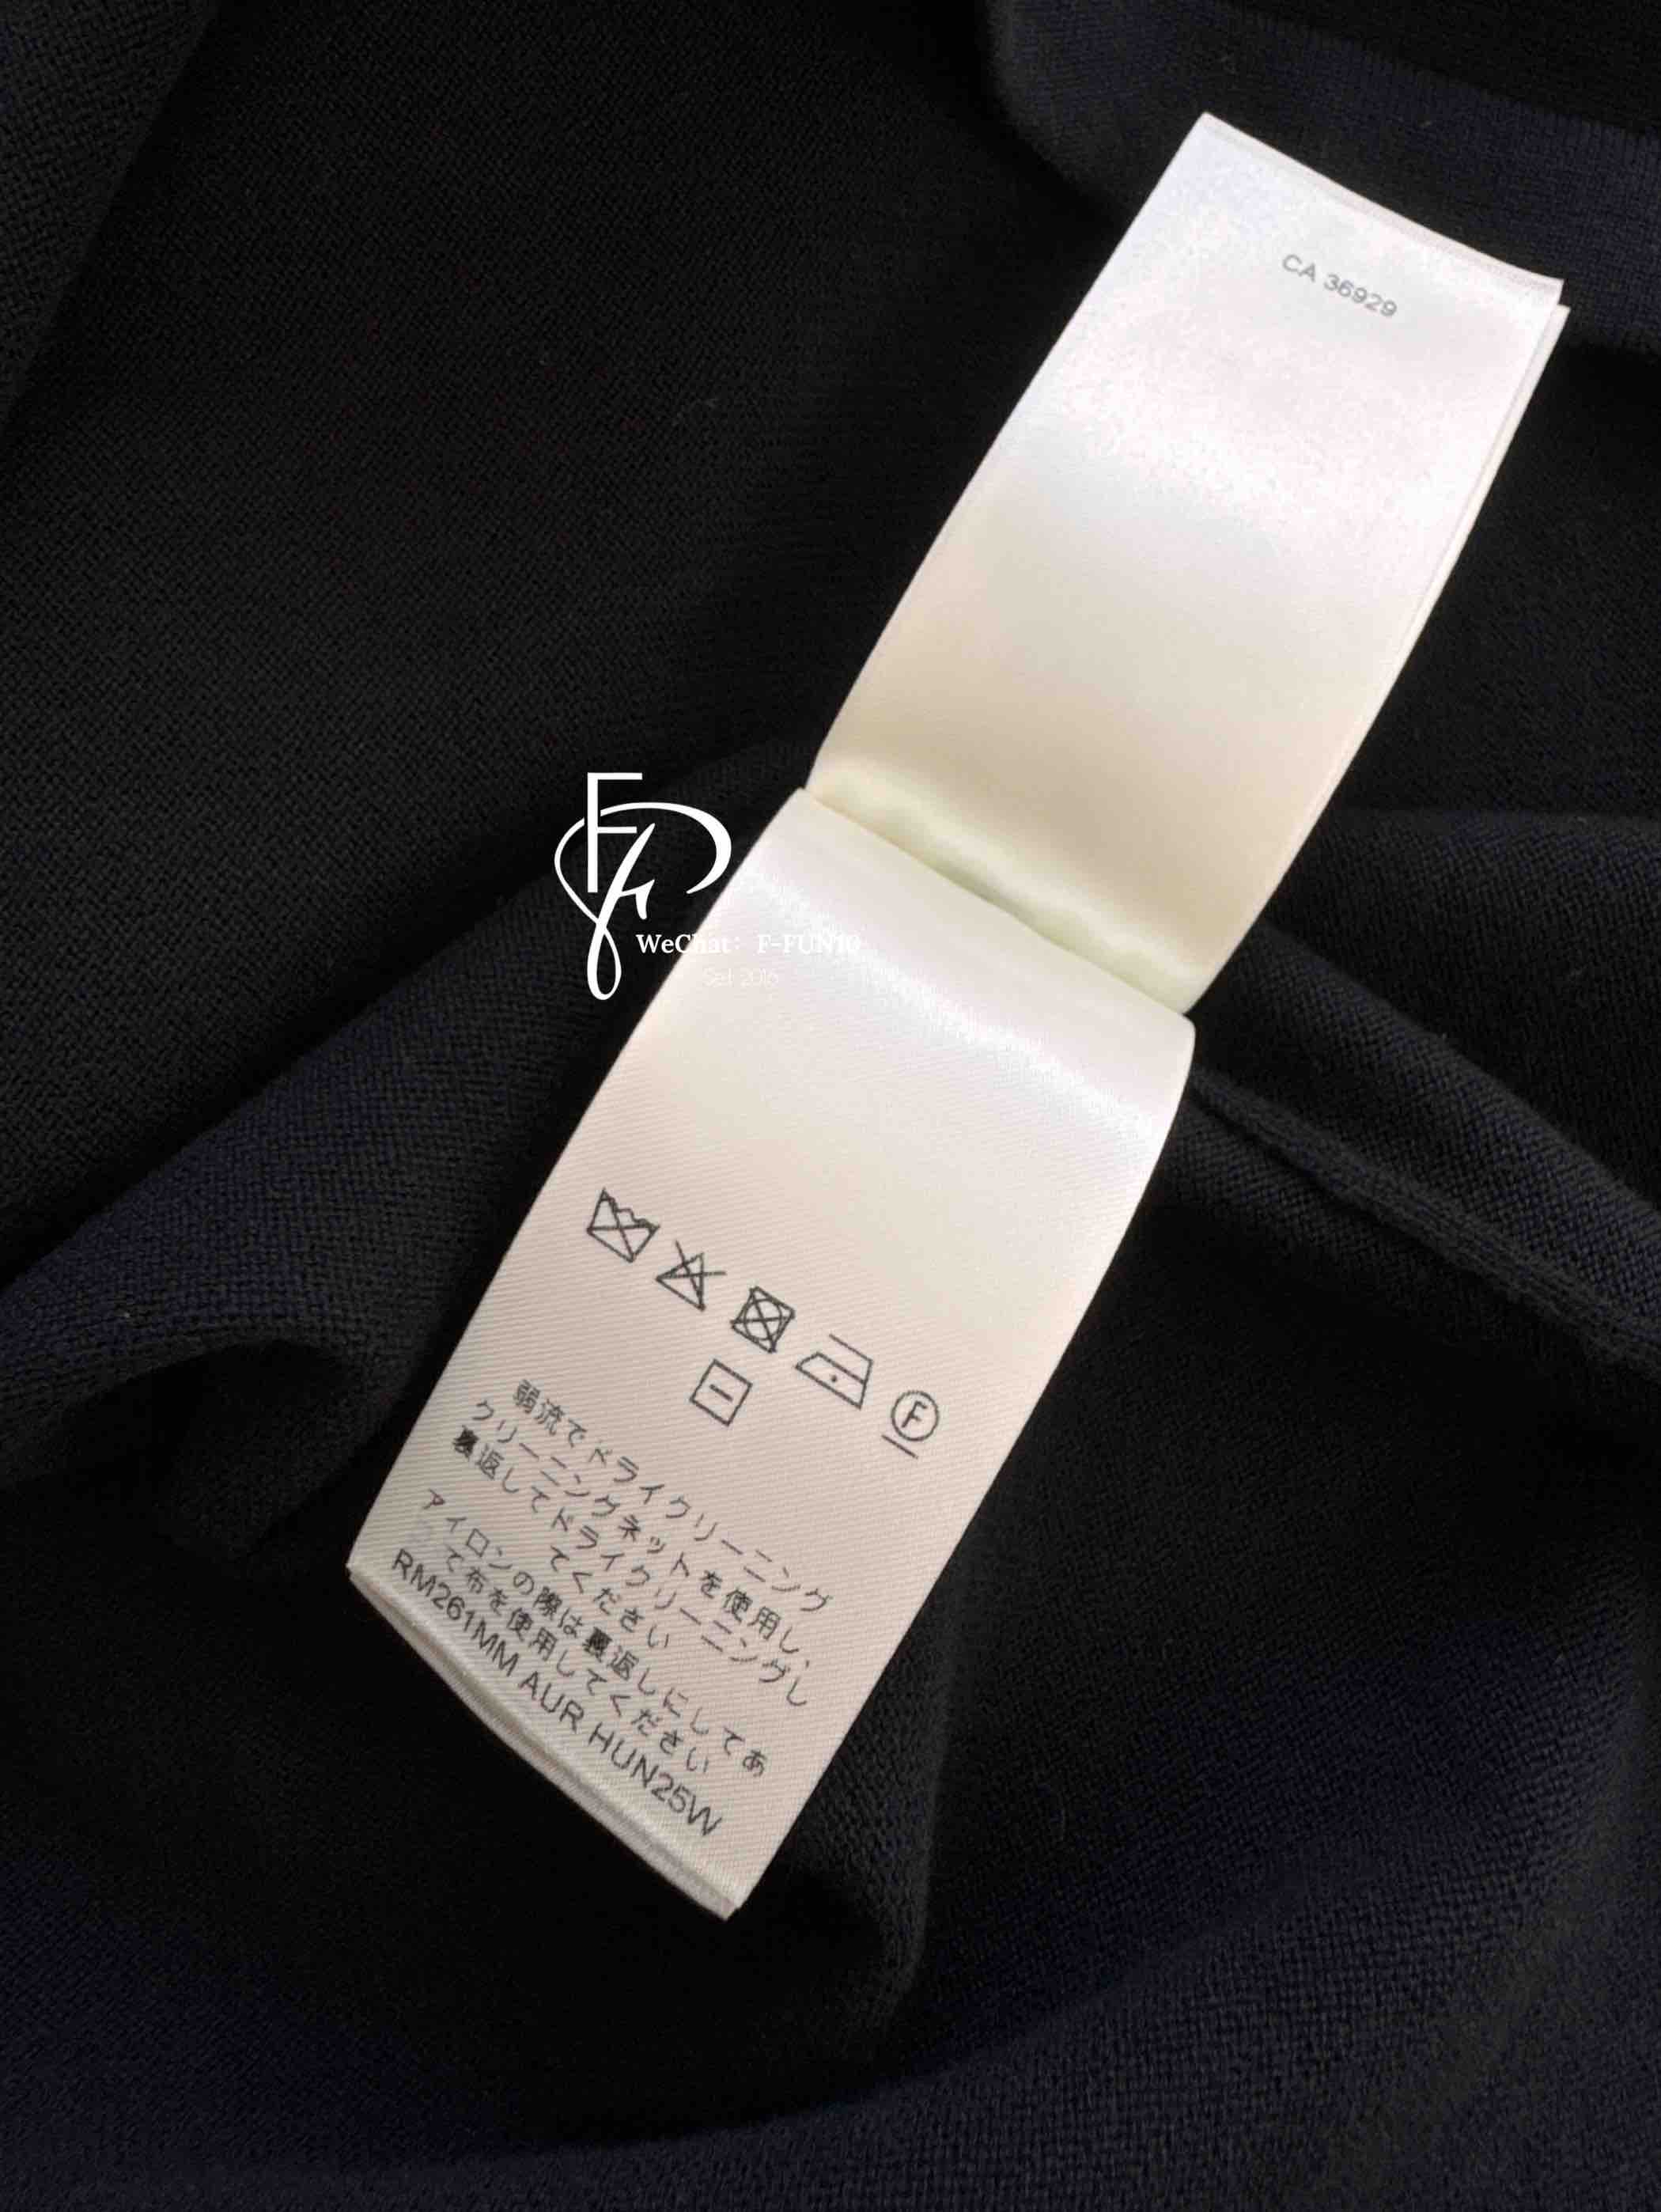 CA 36929
WeChat: F-FUN10
Set 2016
F
弱流でドライクリーニング
クリーニングネットを使用し、
裏返してドライクリーニングし
てください
アイロンの際は裏返しにしてあ
て布を使用してください
RM261MM AUR HUN25W